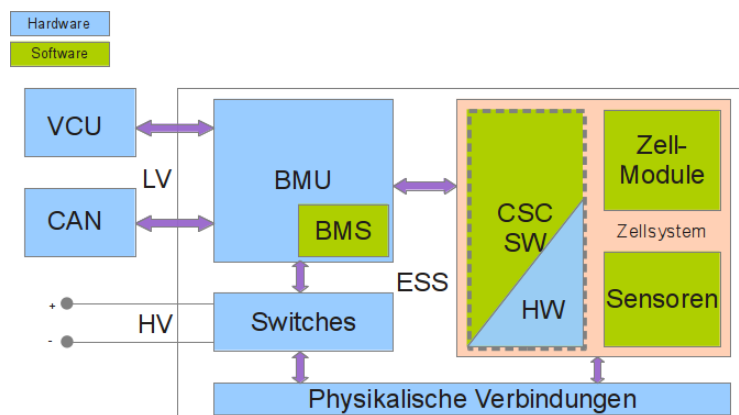 Hardware
Software
VCU
LV
CAN
BMU
BMS
ESS
+
HV
-
Switches
CSC
SW
HW
Zell-
Module
Zellsystem
Sensoren
Physikalische Verbindungen